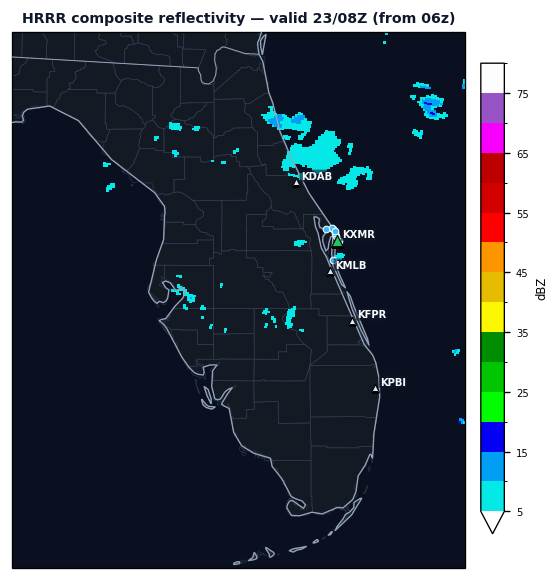 HRRR composite reflectivity — valid 23/08Z (from 06z)
75
65
55
45
35
25
15
5
dBZ
KDAB
KXMR
KMLB
KFPR
KPBI